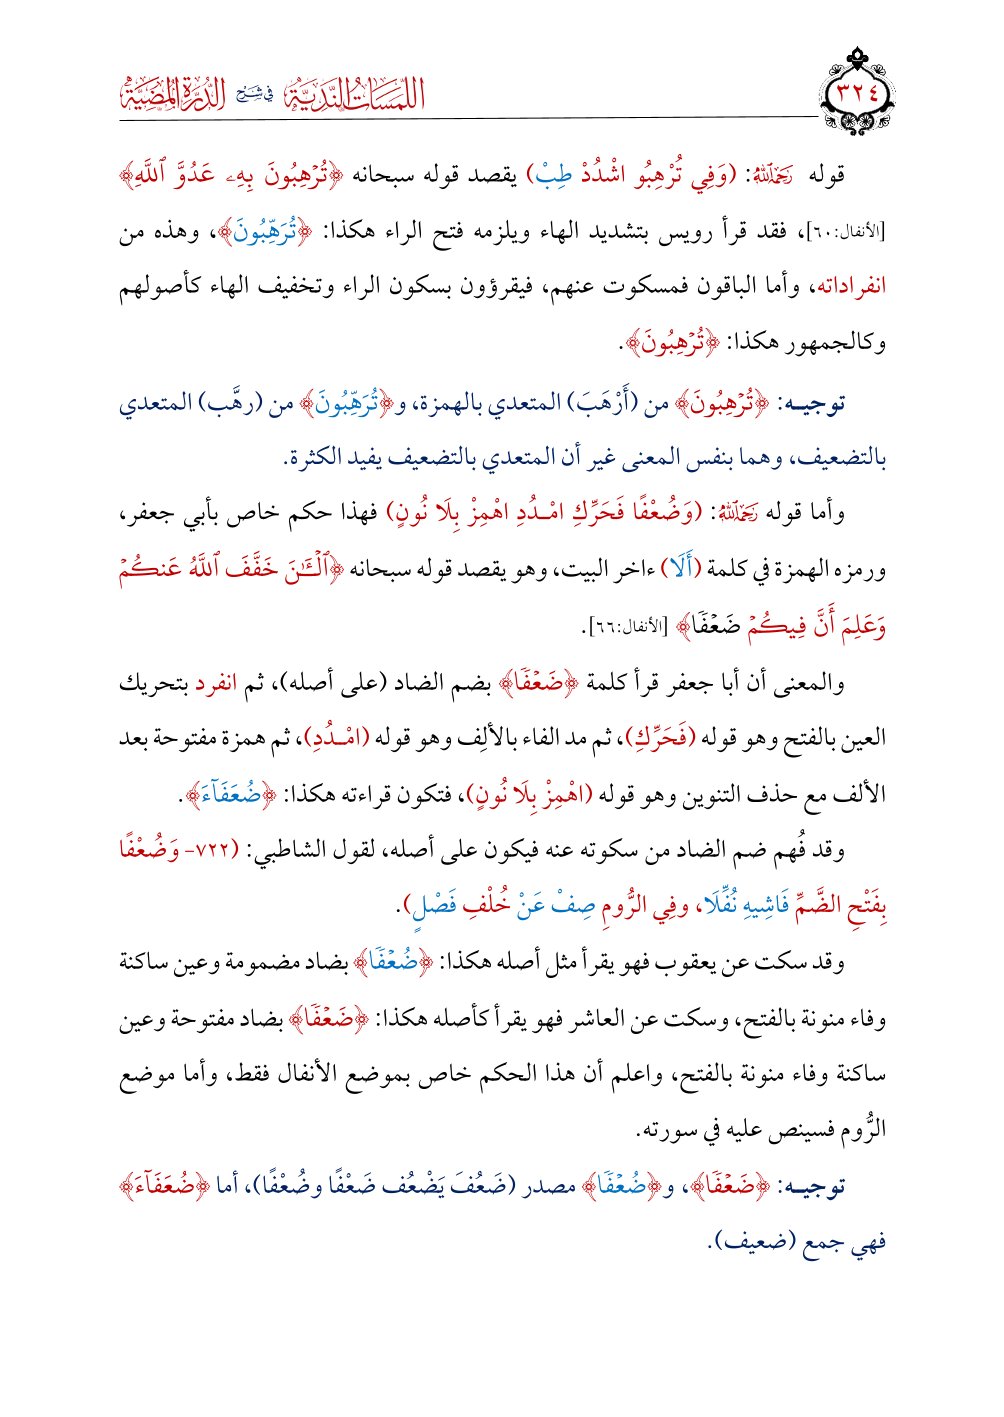 ٣٢٤
اللمسات الندية في شرح الدرة المضية
قوله رَحِمَهُ ٱللَّهُ: (وَفِي تُرْهِبُو اشْدُدْ طِبْ) يقصد قوله سبحانه ﴿تُرۡهِبُونَ بِهِۦ عَدُوَّ ٱللَّهِ﴾
[الأنفال:٦٠]، فقد قرأ رويس بتشديد الهاء ويلزمه فتح الراء هكذا: ﴿تُرَهِّبُونَ﴾، وهذه من
انفراداته، وأما الباقون فمسكوت عنهم، فيقرؤون بسكون الراء وتخفيف الهاء كأصولهم
وكالجمهور هكذا: ﴿تُرۡهِبُونَ﴾.
توجيـه: ﴿تُرۡهِبُونَ﴾ من (أَرْهَبَ) المتعدي بالهمزة، و﴿تُرَهِّبُونَ﴾ من (رهَّب) المتعدي
بالتضعيف، وهما بنفس المعنى غير أن المتعدي بالتضعيف يفيد الكثرة.
وأما قوله رَحِمَهُ ٱللَّهُ: (وَضُعْفًا فَحَرِّكِ امْـدُدِ اهْمِزْ بِلَا نُونٍ) فهذا حكم خاص بأبي جعفر،
ورمزه الهمزة في كلمة (أَلَا) ءاخر البيت، وهو يقصد قوله سبحانه ﴿ٱلۡـَٰٔنَ خَفَّفَ ٱللَّهُ عَنكُمۡ
وَعَلِمَ أَنَّ فِيكُمۡ ضَعۡفٗا﴾ [الأنفال:٦٦].
والمعنى أن أبا جعفر قرأ كلمة ﴿ضَعۡفٗا﴾ بضم الضاد (على أصله)، ثم انفرد بتحريك
العين بالفتح وهو قوله (فَحَرِّكِ)، ثم مد الفاء بالألِف وهو قوله (امْـدُدِ)، ثم همزة مفتوحة بعد
الألف مع حذف التنوين وهو قوله (اهْمِزْ بِلَا نُونٍ)، فتكون قراءته هكذا: ﴿ضُعَفَآءَ﴾.
وقد فُهم ضم الضاد من سكوته عنه فيكون على أصله، لقول الشاطبي: (٧٢٢- وَضُعْفًا
بِفَتْحِ الضَّمِّ فَاشِيهِ نُفِّلَا، وفِي الرُّومِ صِفْ عَنْ خُلْفِ فَصْلٍ).
وقد سكت عن يعقوب فهو يقرأ مثل أصله هكذا: ﴿ضُعۡفٗا﴾ بضاد مضمومة وعين ساكنة
وفاء منونة بالفتح، وسكت عن العاشر فهو يقرأ كأصله هكذا: ﴿ضَعۡفٗا﴾ بضاد مفتوحة وعين
ساكنة وفاء منونة بالفتح، واعلم أن هذا الحكم خاص بموضع الأنفال فقط، وأما موضع
الرُّوم فسينص عليه في سورته.
توجيـه: ﴿ضَعۡفٗا﴾، و﴿ضُعۡفٗا﴾ مصدر (ضَعُفَ يَضْعُف ضَعْفًا وضُعْفًا)، أما ﴿ضُعَفَآءَ﴾
فهي جمع (ضعيف).